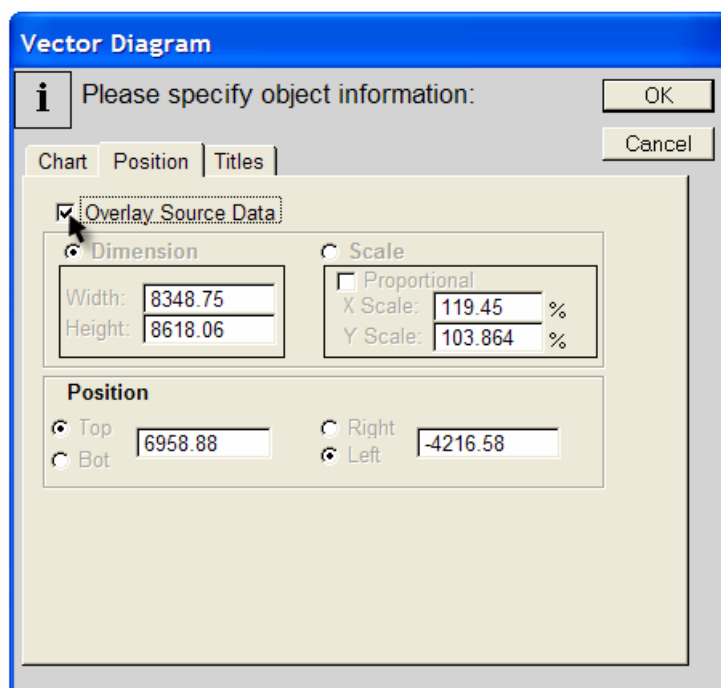 Vector Diagram
i Please specify object information: OK
Cancel
Chart Position Titles
Overlay Source Data
Dimension Scale
Proportional
Width: 8348.75 X Scale: 119.45 %
Height: 8618.06 Y Scale: 103.864 %
Position
Top 6958.88 Right -4216.58
Bot Left